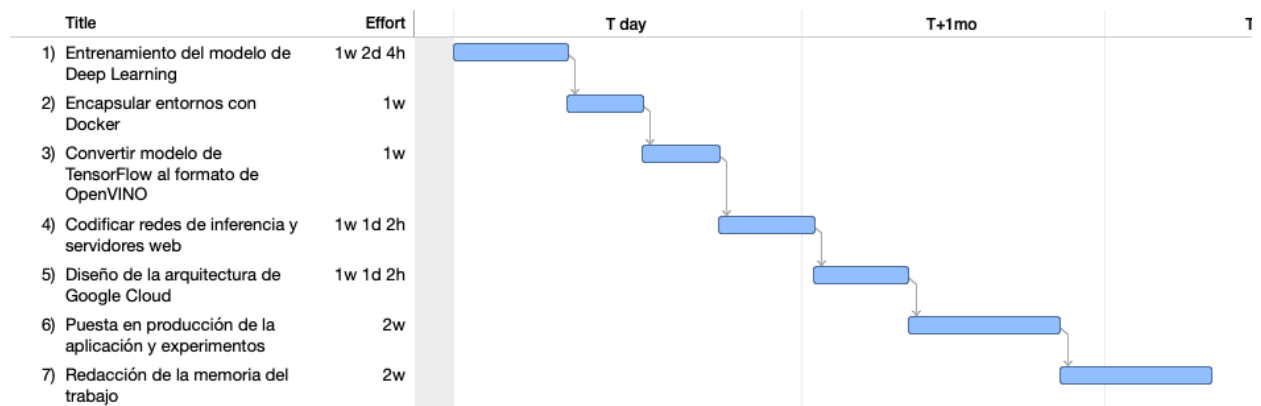 Title Effort T day T+1mo T
1) Entrenamiento del modelo de 1w 2d 4h
Deep Learning
2) Encapsular entornos con 1w
Docker
3) Convertir modelo de 1w
TensorFlow al formato de
OpenVINO
4) Codificar redes de inferencia y 1w 1d 2h
servidores web
5) Diseño de la arquitectura de 1w 1d 2h
Google Cloud
6) Puesta en producción de la 2w
aplicación y experimentos
7) Redacción de la memoria del 2w
trabajo